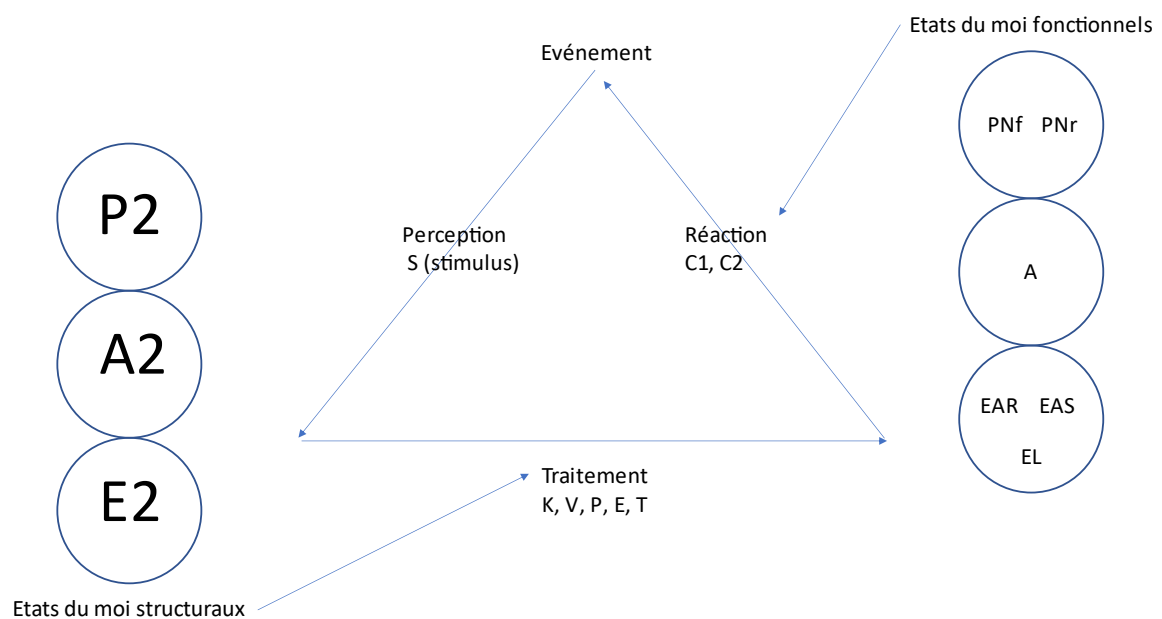 Etats du moi fonctionnels
Evénement
PNf PNr
P2
Perception
S (stimulus)
Réaction
C1, C2
A
A2
EAR EAS
EL
E2
Traitement
K, V, P, E, T
Etats du moi structuraux